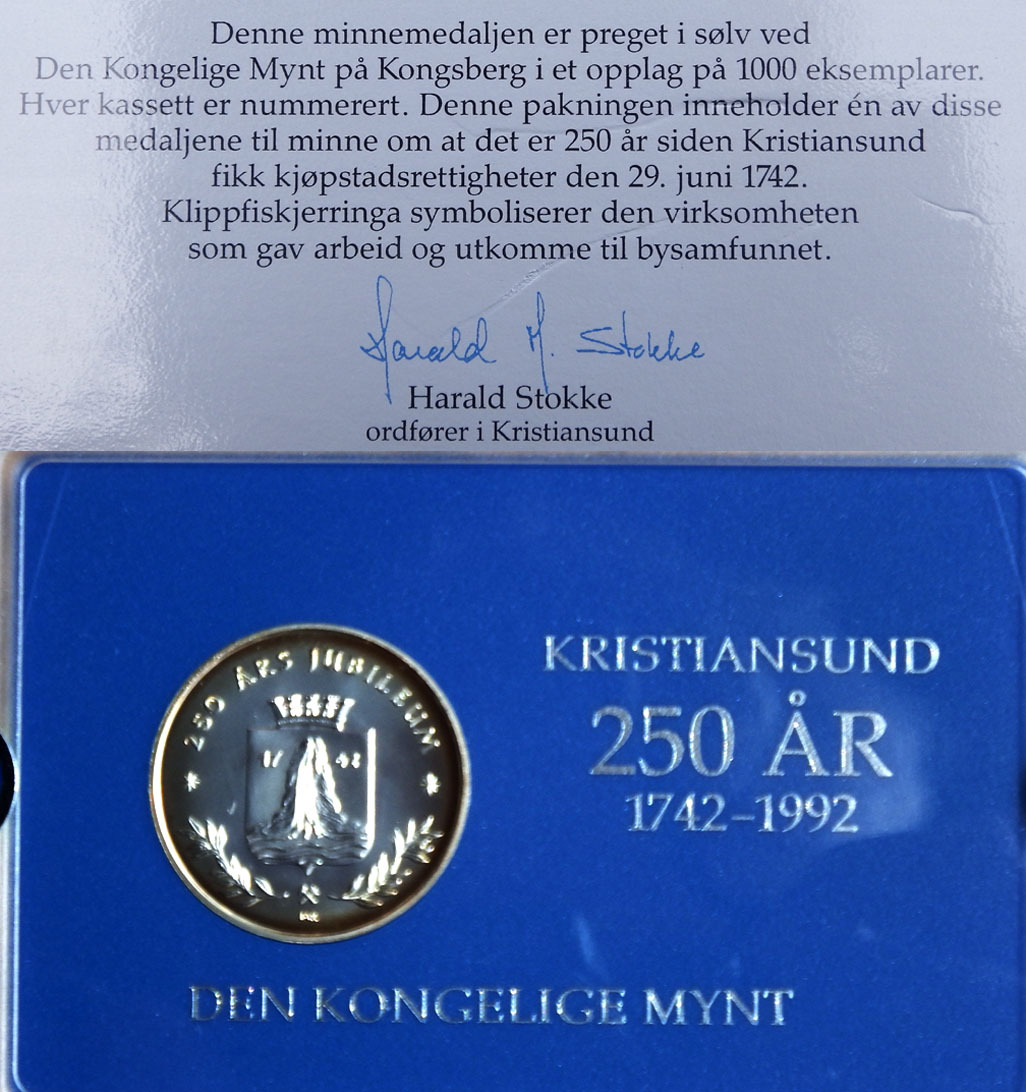 Denne minnemedaljen er preget i sølv ved
Den Kongelige Mynt på Kongsberg i et opplag på 1000 eksemplarer.
Hver kassett er nummerert. Denne pakningen inneholder én av disse
medaljene til minne om at det er 250 år siden Kristiansund
fikk kjøpstadsrettigheter den 29. juni 1742.
Klippfiskjerringa symboliserer den virksomheten
som gav arbeid og utkomme til bysamfunnet.
Harald M. Stokke
Harald Stokke
ordfører i Kristiansund
250 ÅRS JUBILEUM
17 42
KRISTIANSUND
250 ÅR
1742–1992
DEN KONGELIGE MYNT